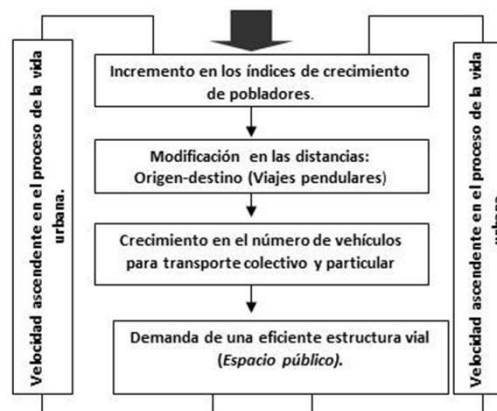 Velocidad ascendente en el proceso de la vida
urbana.
Incremento en los índices de crecimiento
de pobladores.
Modificación en las distancias:
Origen-destino (Viajes pendulares)
Crecimiento en el número de vehículos
para transporte colectivo y particular
Demanda de una eficiente estructura vial
(Espacio público).
Velocidad ascendente en el proceso de la vida
urbana.